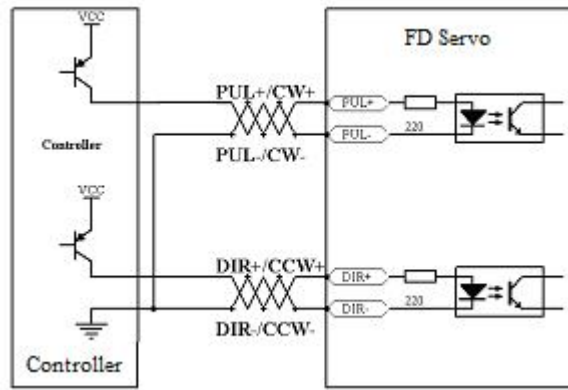 VCC
Controller
VCC
Controller
PUL+/CW+
PUL-/CW-
DIR+/CCW+
DIR-/CCW-
FD Servo
PUL+
PUL-
220
DIR+
DIR-
220